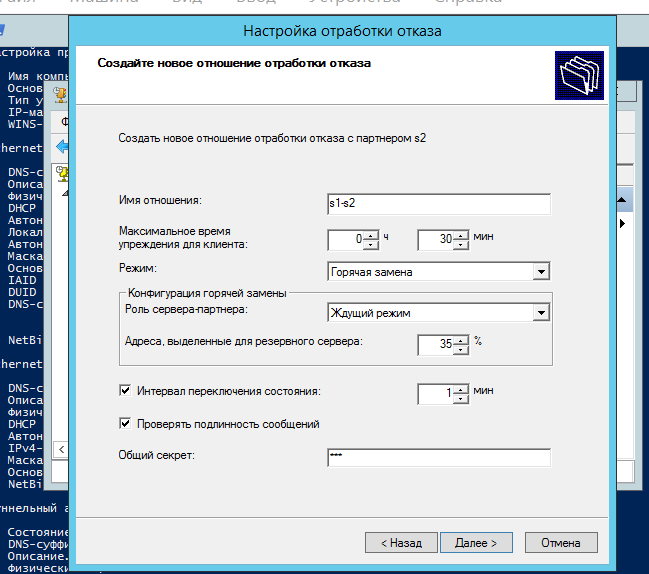 Файл Машина Вид Ввод Устройства Справка
Настройка отработки отказа
Создайте новое отношение отработки отказа
Создать новое отношение отработки отказа с партнером s2
Имя отношения: s1-s2
Максимальное время
упреждения для клиента: 0 ч 30 мин
Режим: Горячая замена
Конфигурация горячей замены
Роль сервера-партнера: Ждущий режим
Адреса, выделенные для резервного сервера: 35 %
Интервал переключения состояния: 1 мин
Проверять подлинность сообщений
Общий секрет: ***
< Назад Далее > Отмена
стройка пр
Имя комп
Основ
Тип у
IP-ма
WINS-
hernet
DNS-с
Описа
Физич
DHCP
Автон
Локал
Автон
Маска
Основ
IAID
DUID
DNS-с
NetBi
hernet
DNS-с
Описа
Физич
DHCP
Автон
IPv4-
Маска
Основ
NetBi
ннельный а
Состояние
DNS-суффи
Описание.
Физически